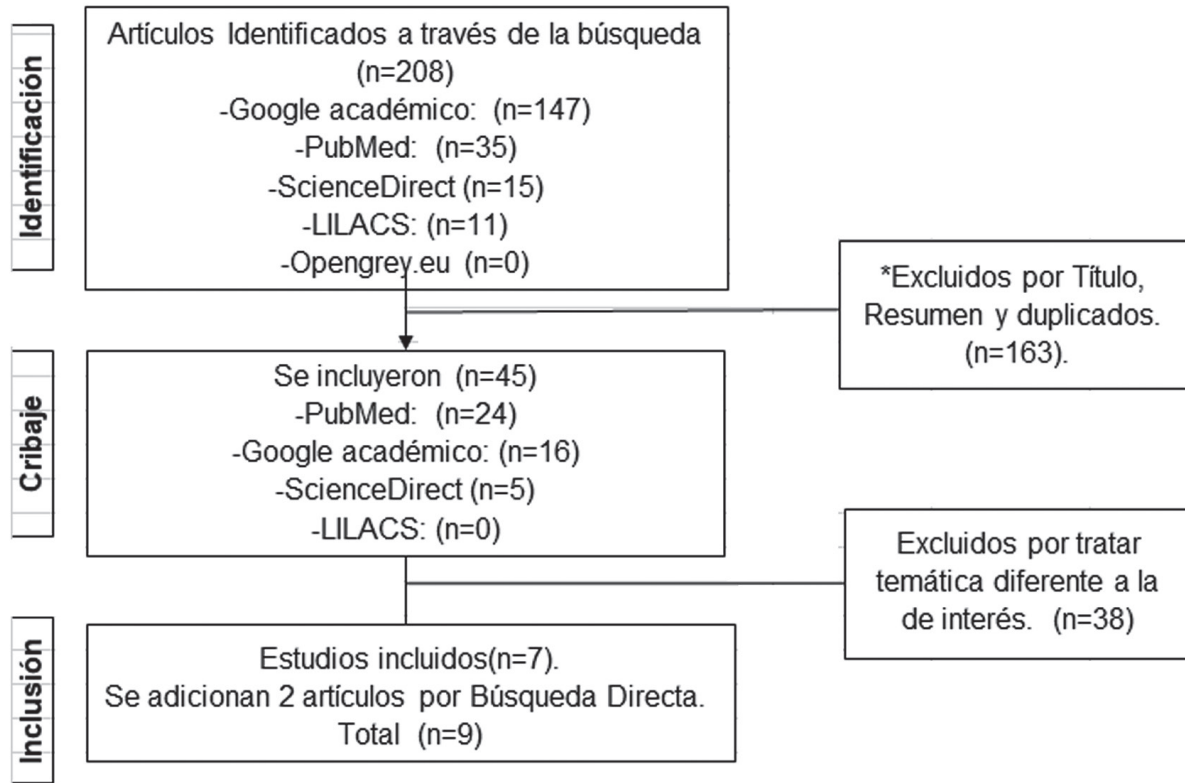 Identificación
Artículos Identificados a través de la búsqueda
(n=208)
-Google académico: (n=147)
-PubMed: (n=35)
-ScienceDirect (n=15)
-LILACS: (n=11)
-Opengrey.eu (n=0)
*Excluidos por Título,
Resumen y duplicados.
(n=163).
Cribaje
Se incluyeron (n=45)
-PubMed: (n=24)
-Google académico: (n=16)
-ScienceDirect (n=5)
-LILACS: (n=0)
Excluidos por tratar
temática diferente a la
de interés. (n=38)
Inclusión
Estudios incluidos(n=7).
Se adicionan 2 artículos por Búsqueda Directa.
Total (n=9)